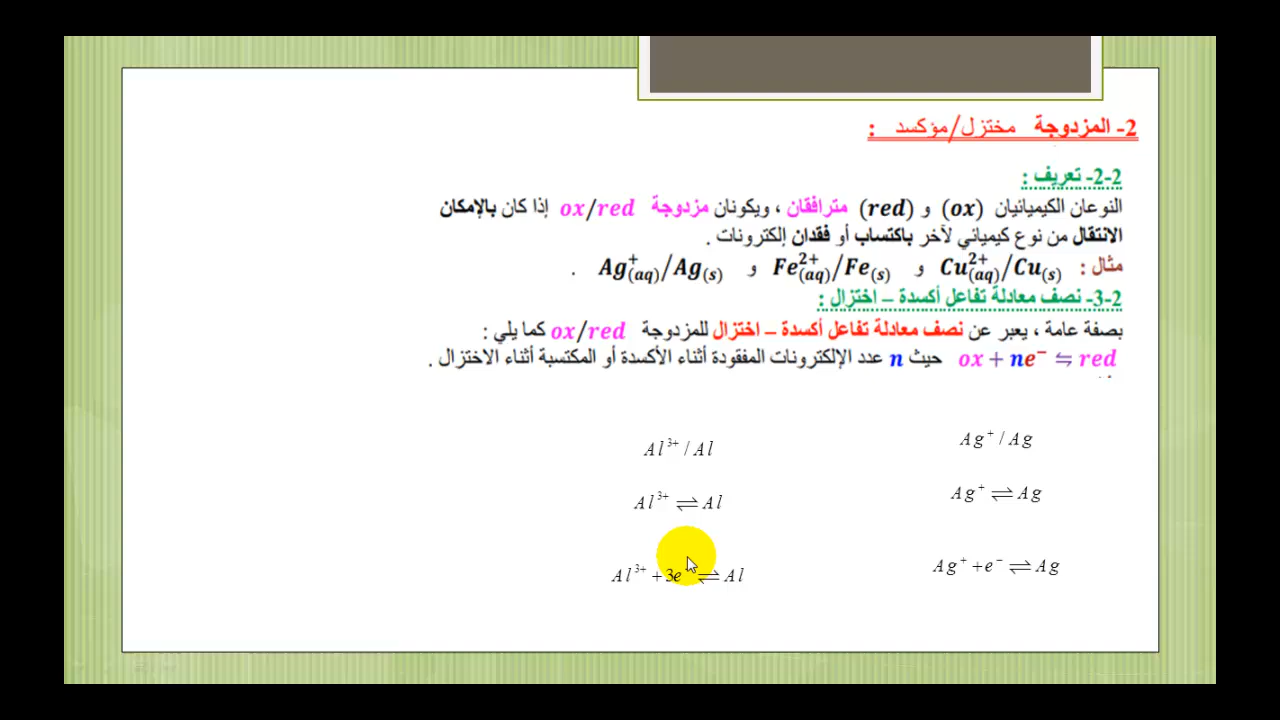 2- المزدوجة مختزل/مؤكسد :
2-2- تعريف :
النوعان الكيميائيان (ox) و (red) مترافقان ، ويكونان مزدوجة ox/red إذا كان بالإمكان
الانتقال من نوع كيميائي لآخر باكتساب أو فقدان إلكترونات .
مثال : Cu²⁺(aq)/Cu(s) و Fe²⁺(aq)/Fe(s) و Ag⁺(aq)/Ag(s) .
3-2- نصف معادلة تفاعل أكسدة – اختزال :
بصفة عامة ، يعبر عن نصف معادلة تفاعل أكسدة – اختزال للمزدوجة ox/red كما يلي :
ox + ne⁻ ⇋ red حيث n عدد الإلكترونات المفقودة أثناء الأكسدة أو المكتسبة أثناء الاختزال .
Ag⁺ / Ag
Al³⁺ / Al
Ag⁺ ⇌ Ag
Al³⁺ ⇌ Al
Ag⁺ + e⁻ ⇌ Ag
Al³⁺ + 3e ⇌ Al